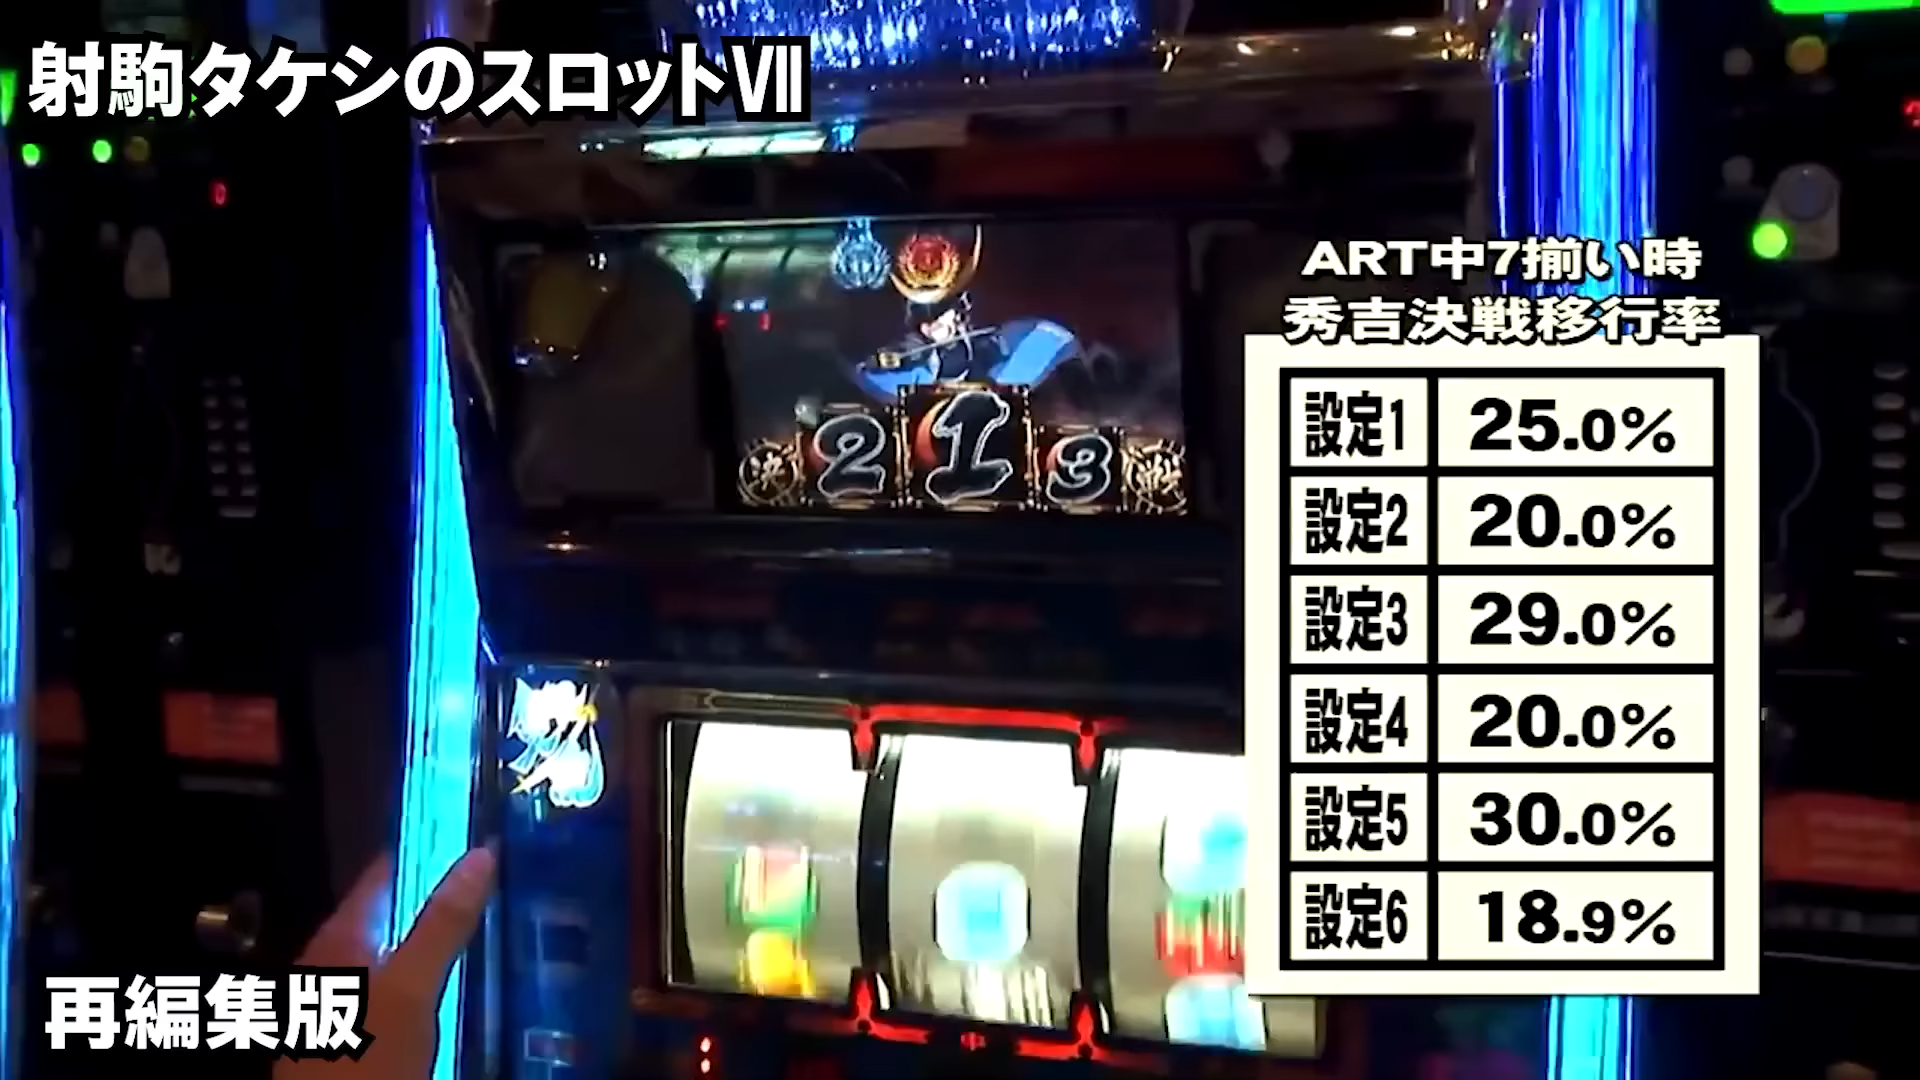 射駒タケシのスロットⅦ
ART中7揃い時
秀吉決戦移行率
決 2 1 3 戦
設定1 25.0%
設定2 20.0%
設定3 29.0%
設定4 20.0%
設定5 30.0%
設定6 18.9%
再編集版